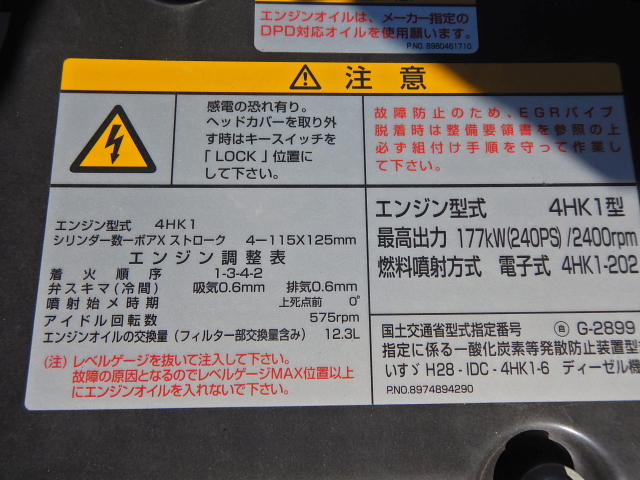 エンジンオイルは、メーカー指定の
DPD対応オイルを使用願います。
P.NO. 8980461710
注 意
感電の恐れ有り。
ヘッドカバーを取り外
す時はキースイッチを
「 LOCK 」位置に
して下さい。
故障防止のため、EGRパイプ
脱着時は整備要領書を参照の上
必ず組付け手順を守って作業し
て下さい。
エンジン型式 4HK1
シリンダー数ーボアX ストローク 4ー115X125mm
エ ン ジ ン 調 整 表
着 火 順 序 1-3-4-2
弁スキマ(冷間) 吸気0.6mm 排気0.6mm
噴射始メ時期 上死点前 0°
アイドル回転数 575rpm
エンジンオイルの交換量(フィルター部交換量含み) 12.3L
(注) レベルゲージを抜いて注入して下さい。
故障の原因となるのでレベルゲージMAX位置以上
にエンジンオイルを入れないで下さい。
エンジン型式 4HK1型
最高出力 177kW(240PS) /2400rpm
燃料噴射方式 電子式 4HK1-202
国土交通省型式指定番号 G-2899
指定に係る一酸化炭素等発散防止装置型
いすゞ H28 - IDC - 4HK1-6 ディーゼル機
P.NO. 8974894290